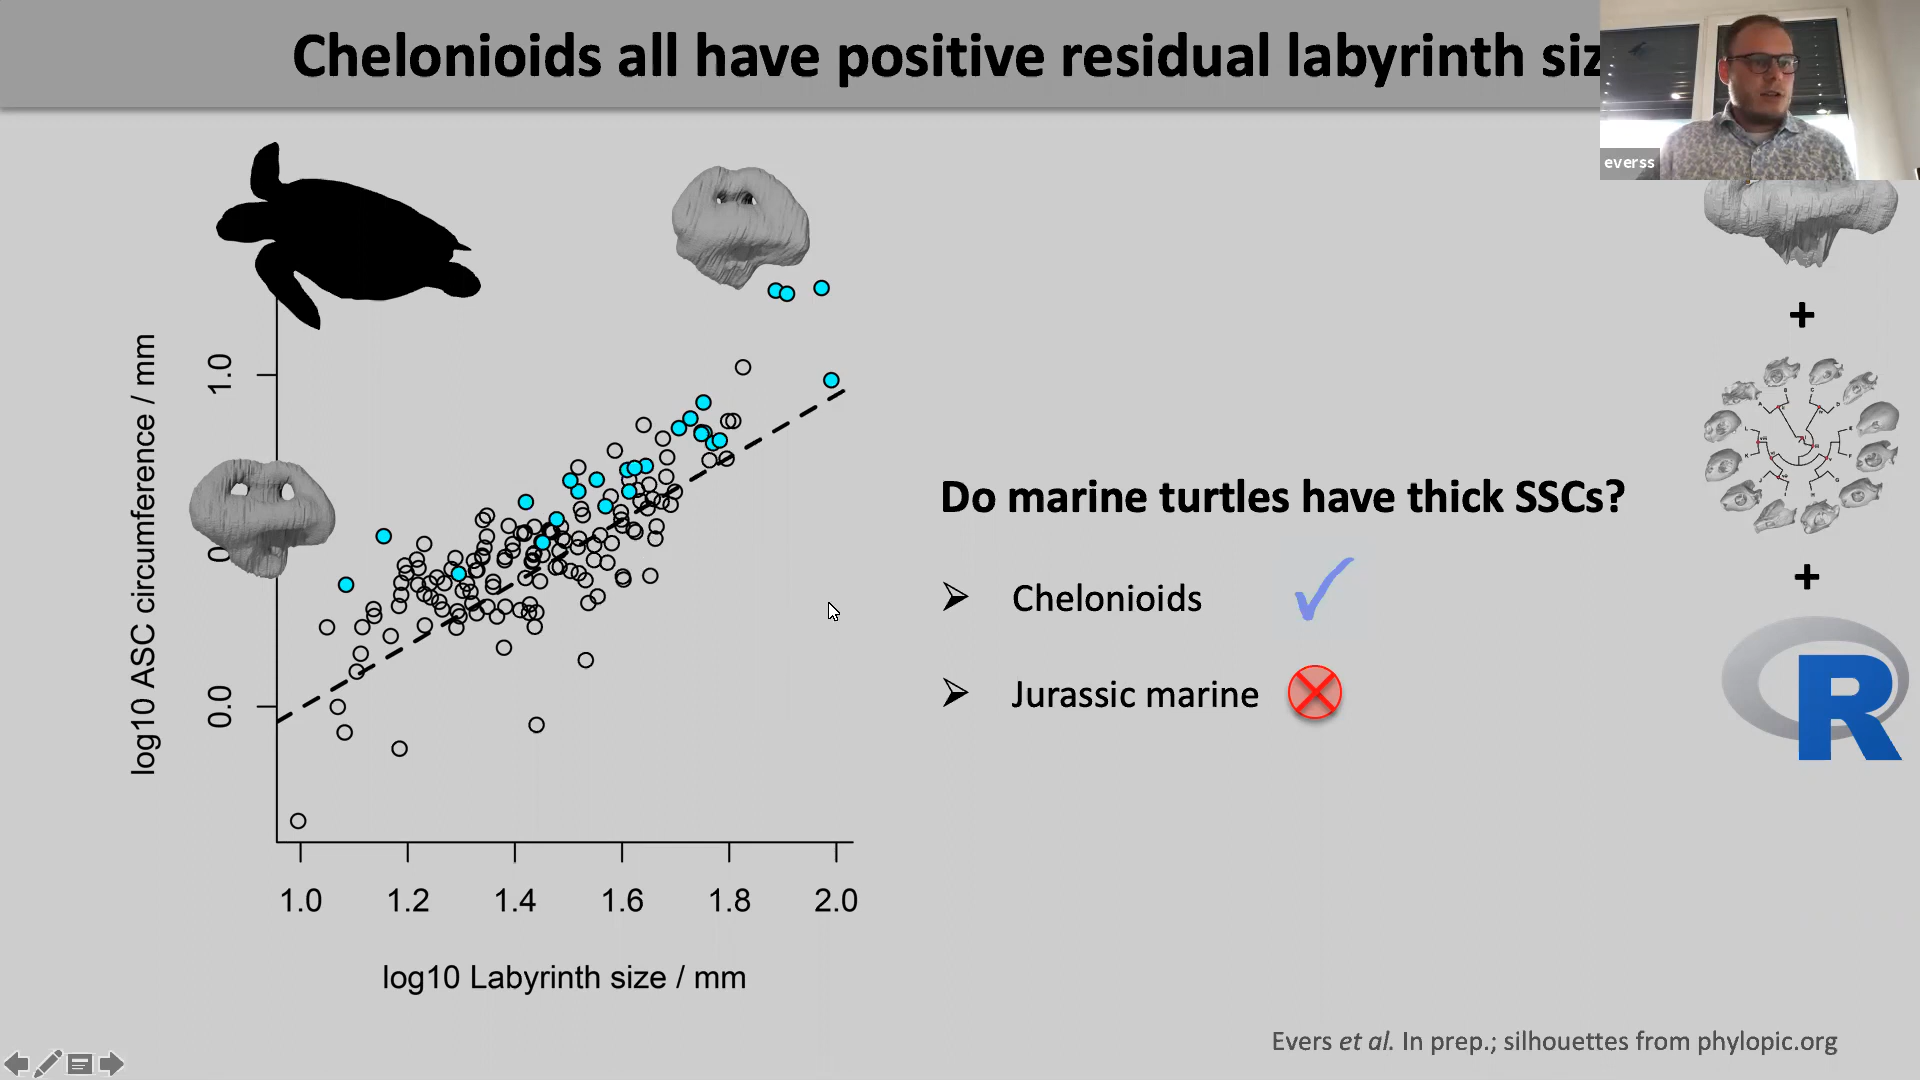 Chelonioids all have positive residual labyrinth siz
everss
log10 ASC circumference / mm
1.0
0
0.0
1.0 1.2 1.4 1.6 1.8 2.0
log10 Labyrinth size / mm
Do marine turtles have thick SSCs?
➢ Chelonioids ✓
➢ Jurassic marine
+
+
R
Evers et al. In prep.; silhouettes from phylopic.org